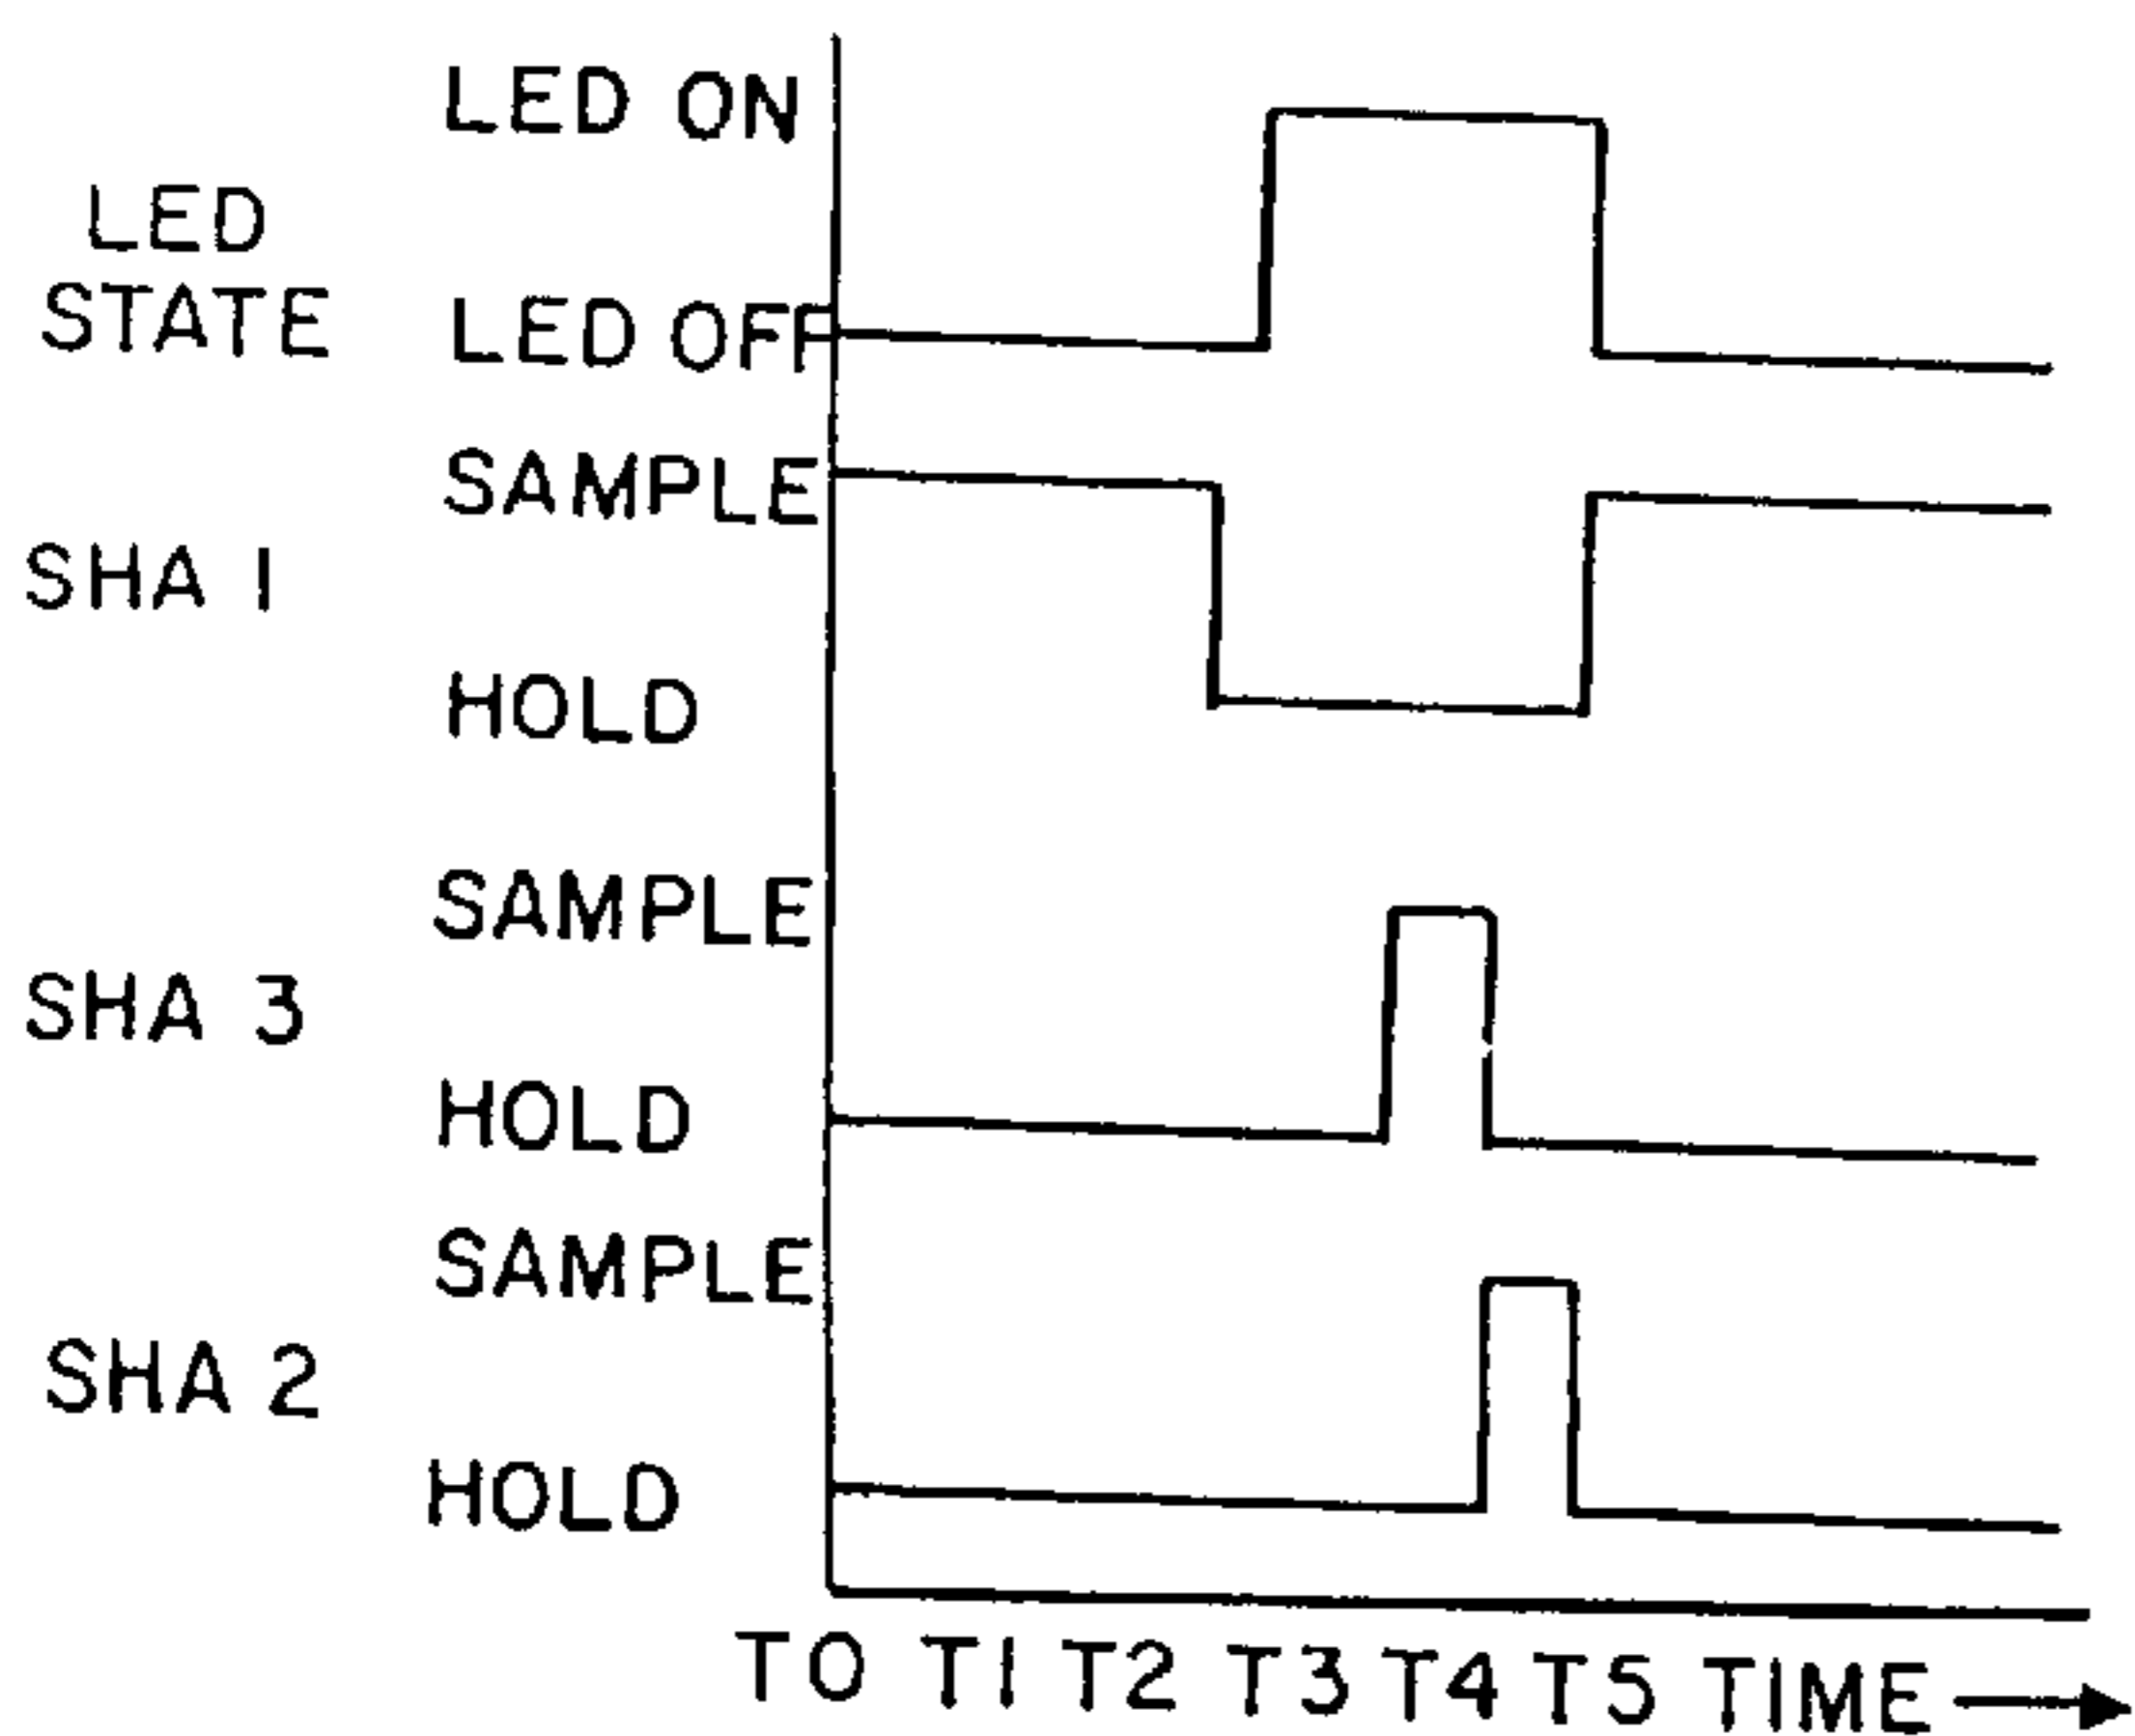 LED ON
LED
STATE
LED OFF
SAMPLE
SHA 1
HOLD
SAMPLE
SHA 3
HOLD
SAMPLE
SHA 2
HOLD
T0 T1 T2 T3 T4 T5 TIME